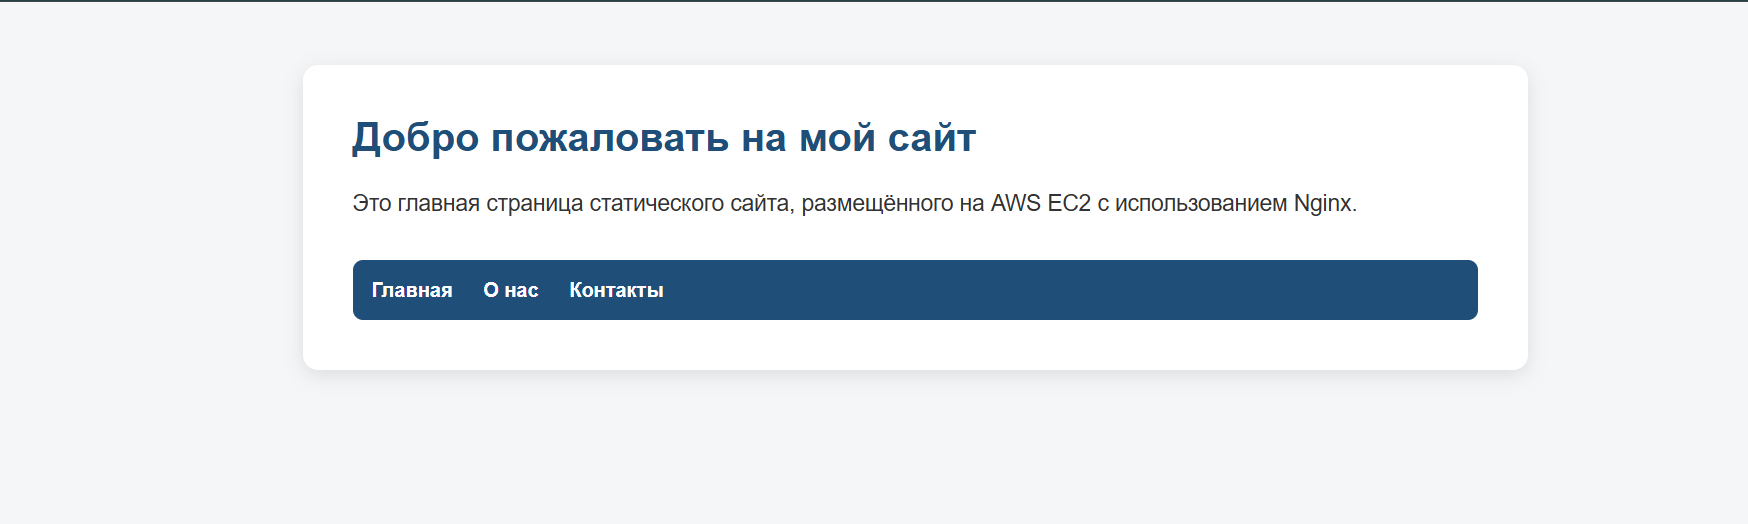 Добро пожаловать на мой сайт
Это главная страница статического сайта, размещённого на AWS EC2 с использованием Nginx.
Главная О нас Контакты